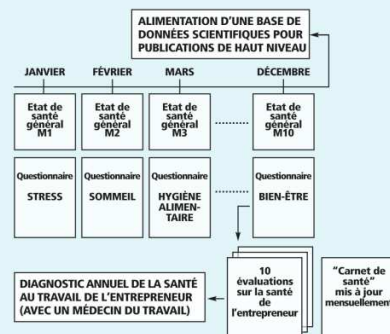 ALIMENTATION D'UNE BASE DE
DONNÉES SCIENTIFIQUES POUR
PUBLICATIONS DE HAUT NIVEAU
JANVIER FÉVRIER MARS DÉCEMBRE
Etat de
santé
général
M1
Etat de
santé
général
M2
Etat de
santé
général
M3
Etat de
santé
général
M10
Questionnaire
STRESS
Questionnaire
SOMMEIL
Questionnaire
HYGIÈNE
ALIMEN-
TAIRE
Questionnaire
BIEN-ÊTRE
DIAGNOSTIC ANNUEL DE LA SANTÉ
AU TRAVAIL DE L'ENTREPRENEUR
(AVEC UN MÉDECIN DU TRAVAIL)
10
évaluations
sur la santé
de
l'entrepreneur
"Carnet de
santé"
mis à jour
mensuellement